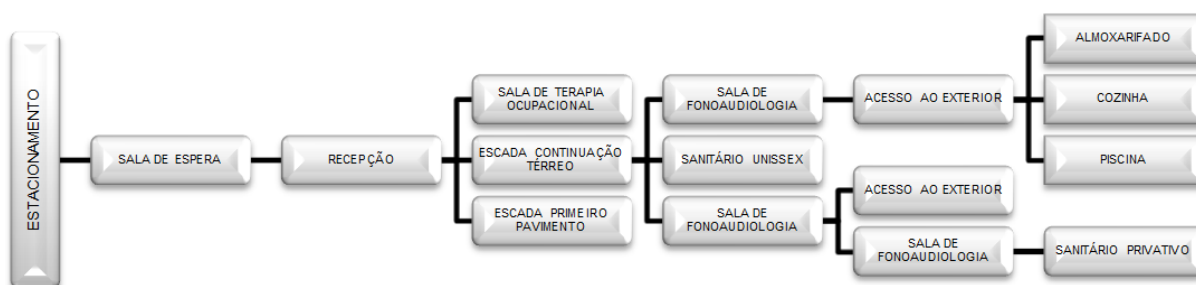 ESTACIONAMENTO
SALA DE ESPERA
RECEPÇÃO
SALA DE TERAPIA
OCUPACIONAL
ESCADA CONTINUAÇÃO
TÉRREO
ESCADA PRIMEIRO
PAVIMENTO
SALA DE
FONOAUDIOLOGIA
SANITÁRIO UNISSEX
SALA DE
FONOAUDIOLOGIA
ACESSO AO EXTERIOR
ACESSO AO EXTERIOR
SALA DE
FONOAUDIOLOGIA
ALMOXARIFADO
COZINHA
PISCINA
SANITÁRIO PRIVATIVO